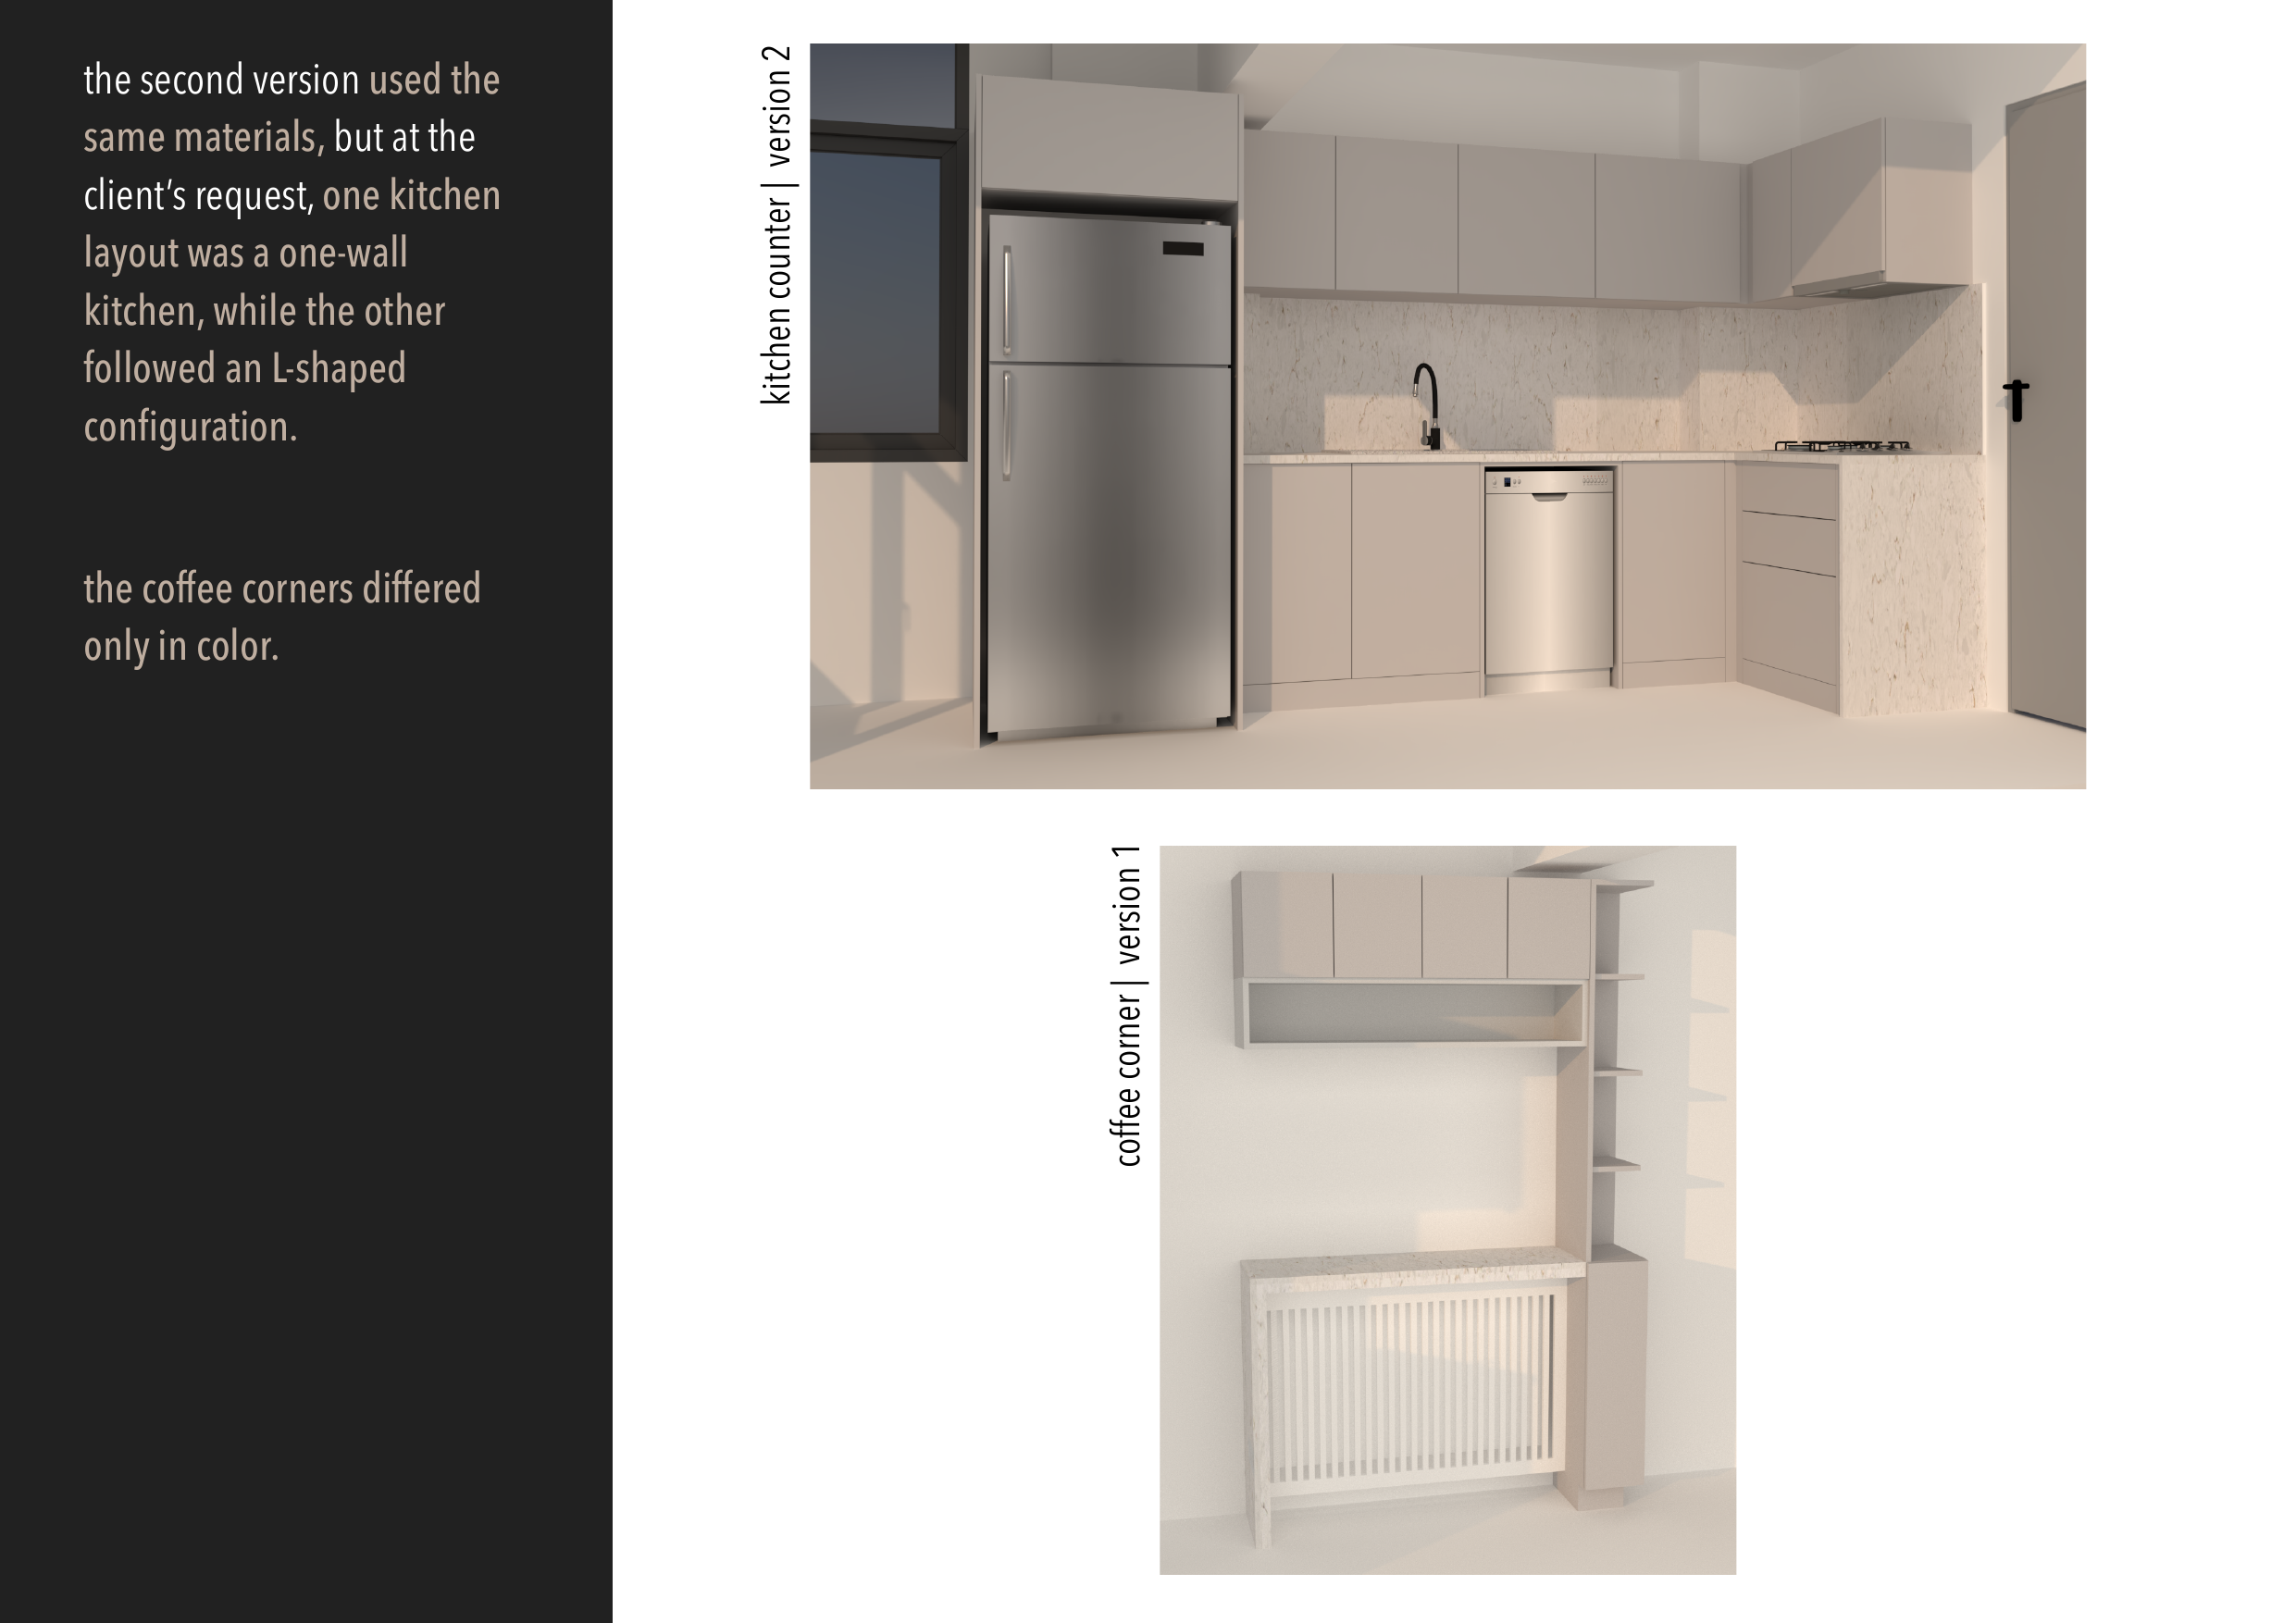 the second version used the
same materials, but at the
client’s request, one kitchen
layout was a one-wall
kitchen, while the other
followed an L-shaped
configuration.
the coffee corners differed
only in color.
kitchen counter | version 2
coffee corner | version 1